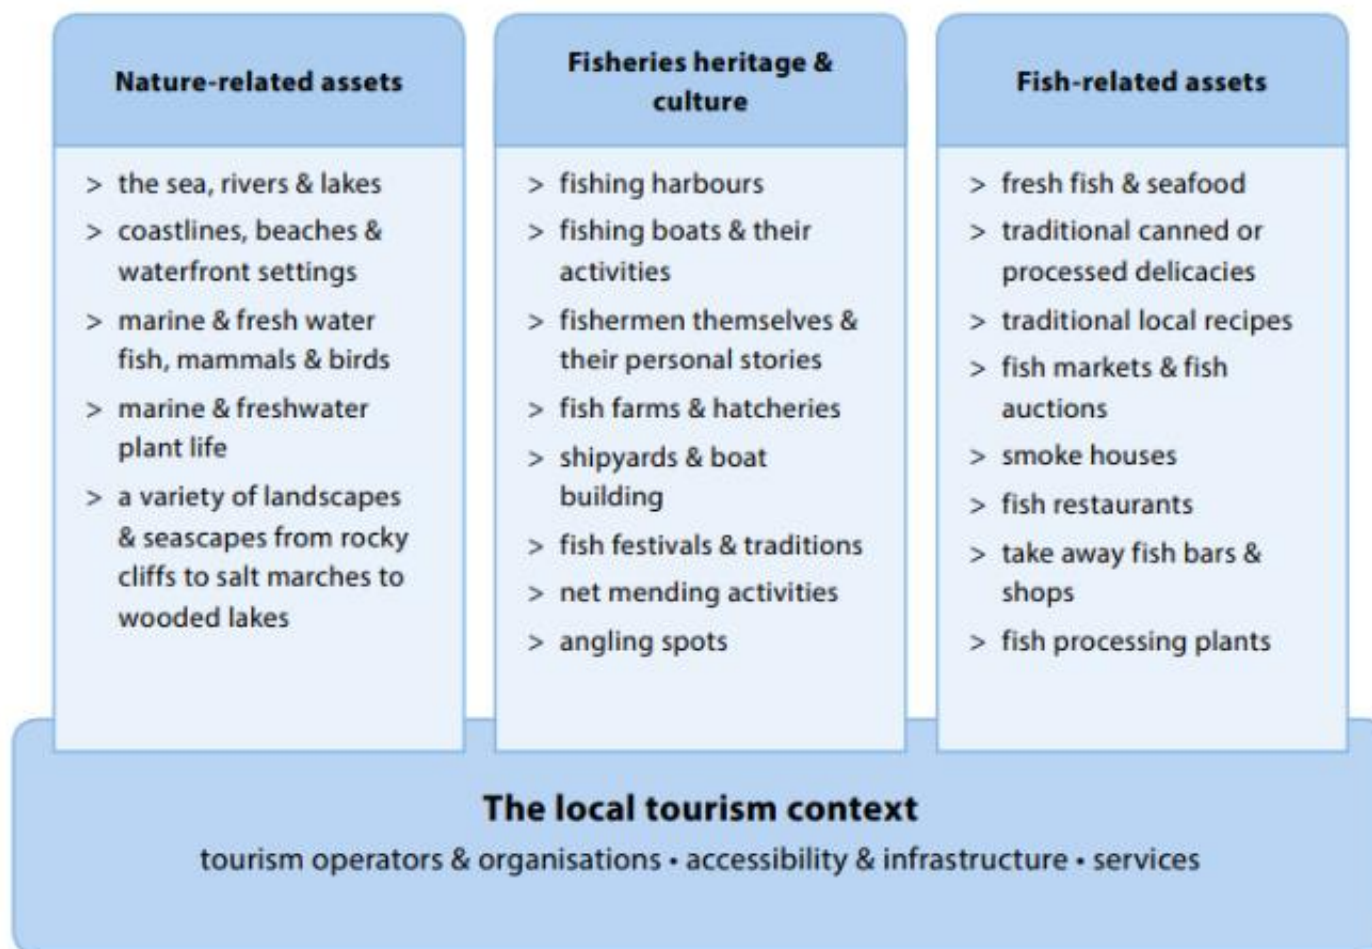 Nature-related assets
> the sea, rivers & lakes
> coastlines, beaches &
waterfront settings
> marine & fresh water
fish, mammals & birds
> marine & freshwater
plant life
> a variety of landscapes
& seascapes from rocky
cliffs to salt marches to
wooded lakes
Fisheries heritage &
culture
> fishing harbours
> fishing boats & their
activities
> fishermen themselves &
their personal stories
> fish farms & hatcheries
> shipyards & boat
building
> fish festivals & traditions
> net mending activities
> angling spots
Fish-related assets
> fresh fish & seafood
> traditional canned or
processed delicacies
> traditional local recipes
> fish markets & fish
auctions
> smoke houses
> fish restaurants
> take away fish bars &
shops
> fish processing plants
The local tourism context
tourism operators & organisations • accessibility & infrastructure • services